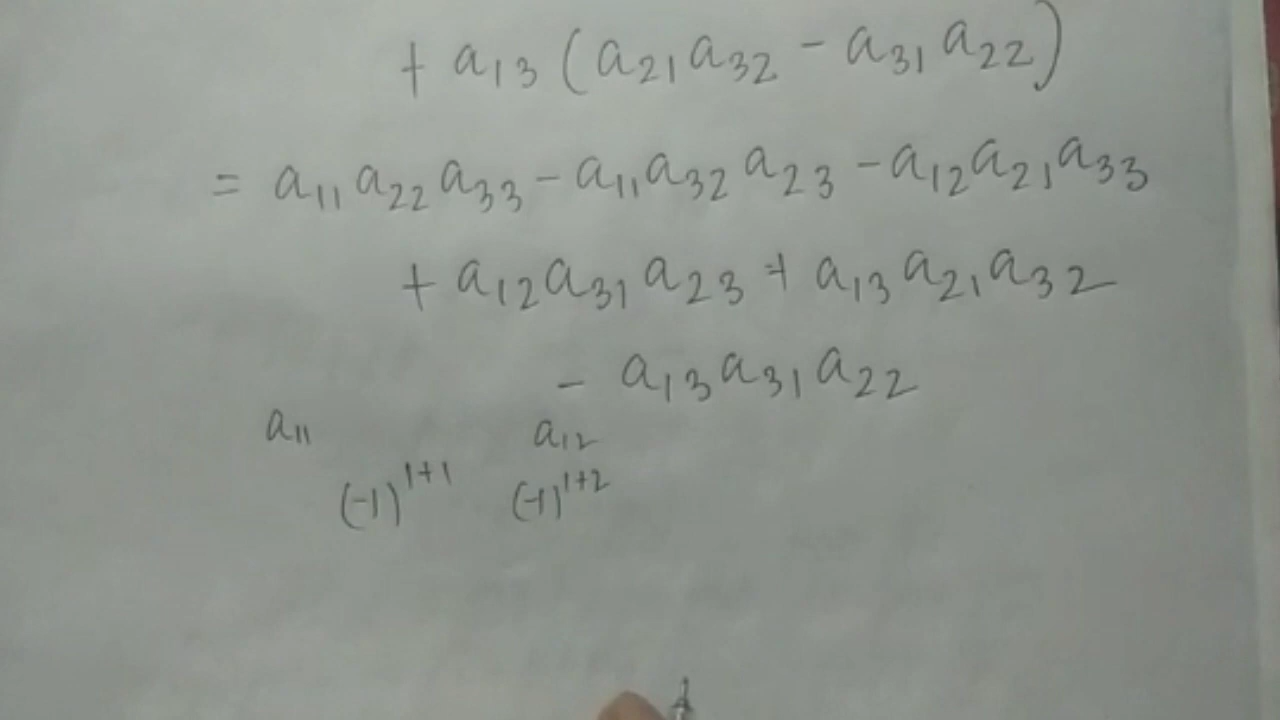 + a₁₃ (a₂₁a₃₂ - a₃₁a₂₂)
= a₁₁a₂₂a₃₃ - a₁₁a₃₂a₂₃ - a₁₂a₂₁a₃₃
+ a₁₂a₃₁a₂₃ + a₁₃a₂₁a₃₂
- a₁₃a₃₁a₂₂
a₁₁ a₁₂
(-1)¹⁺¹ (-1)¹⁺²